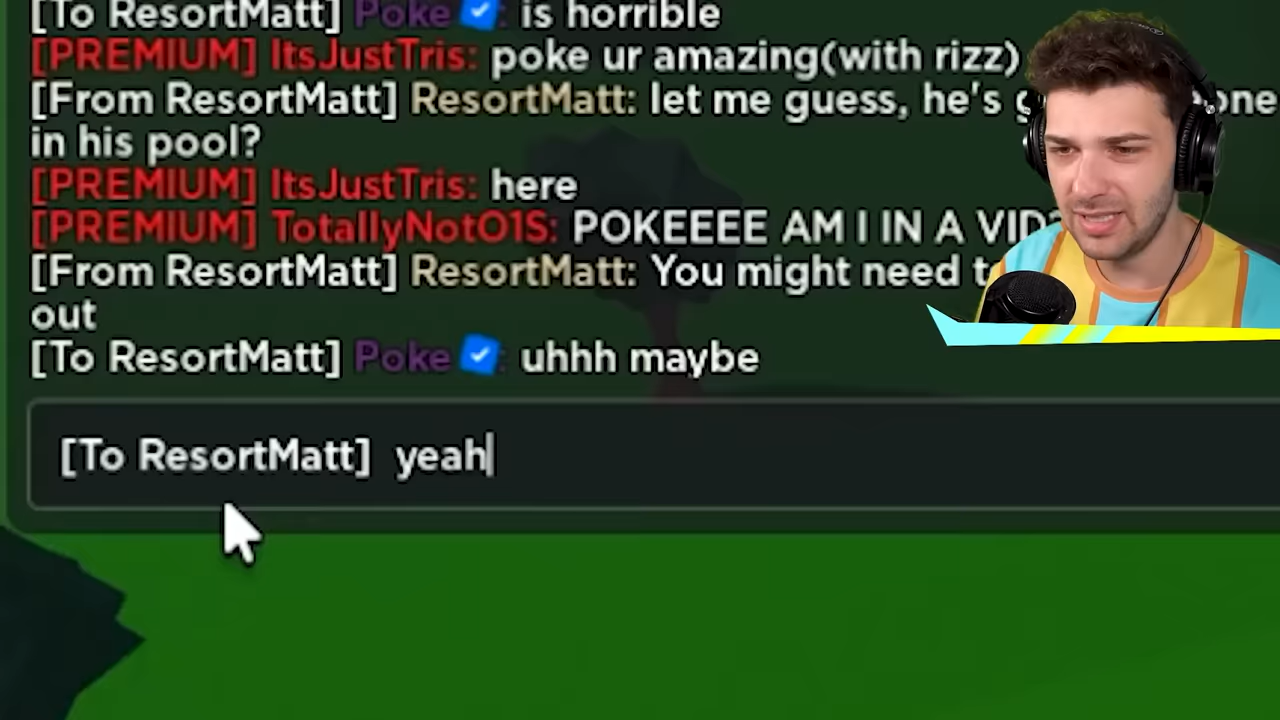 [To ResortMatt] Poke : is horrible
[PREMIUM] ItsJustTris: poke ur amazing(with rizz)
[From ResortMatt] ResortMatt: let me guess, he's
in his pool?
[PREMIUM] ItsJustTris: here
[PREMIUM] TotallyNotO1S: POKEEEE AM I IN A VID?
[From ResortMatt] ResortMatt: You might need
out
[To ResortMatt] Poke : uhhh maybe
[To ResortMatt] yeah